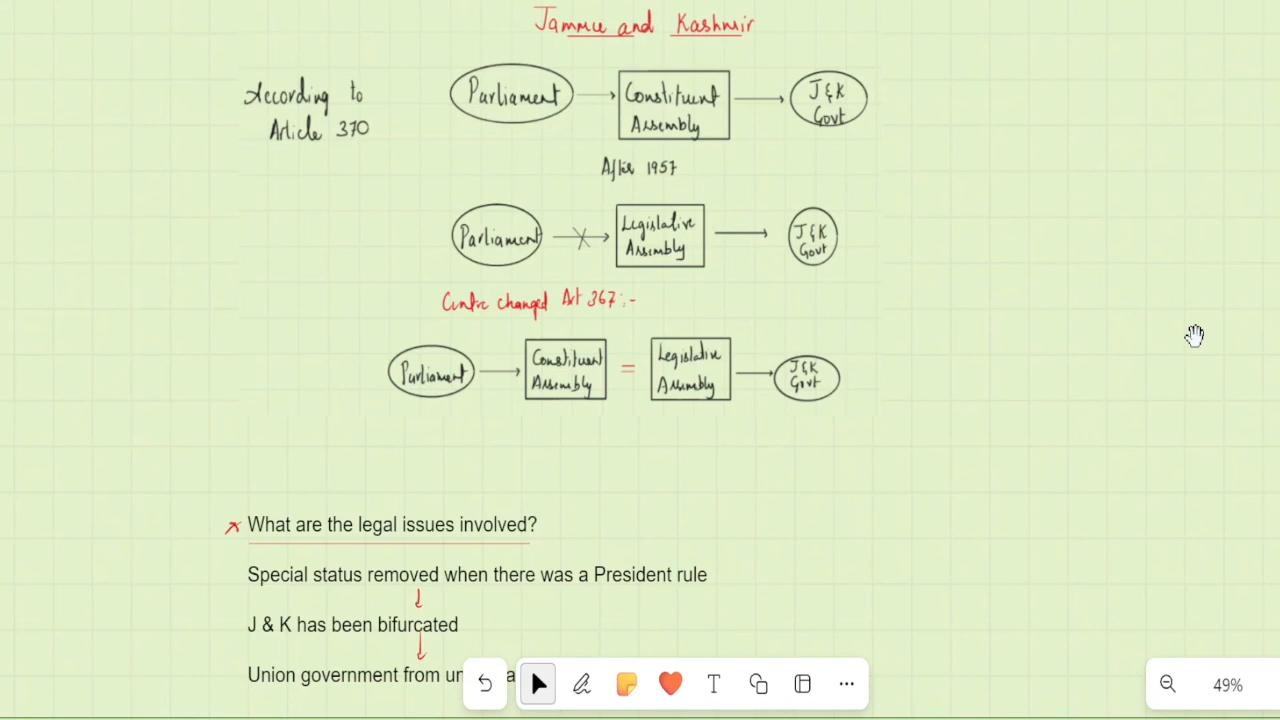 Jammu and Kashmir
According to
Article 370
Parliament
Constituent
Assembly
J & K
Govt
After 1957
Parliament
Legislative
Assembly
J & K
Govt
Centre changed Art 367:-
Parliament
Constituent
Assembly
=
Legislative
Assembly
J & K
Govt
What are the legal issues involved?
Special status removed when there was a President rule
J & K has been bifurcated
Union government from
T
49%